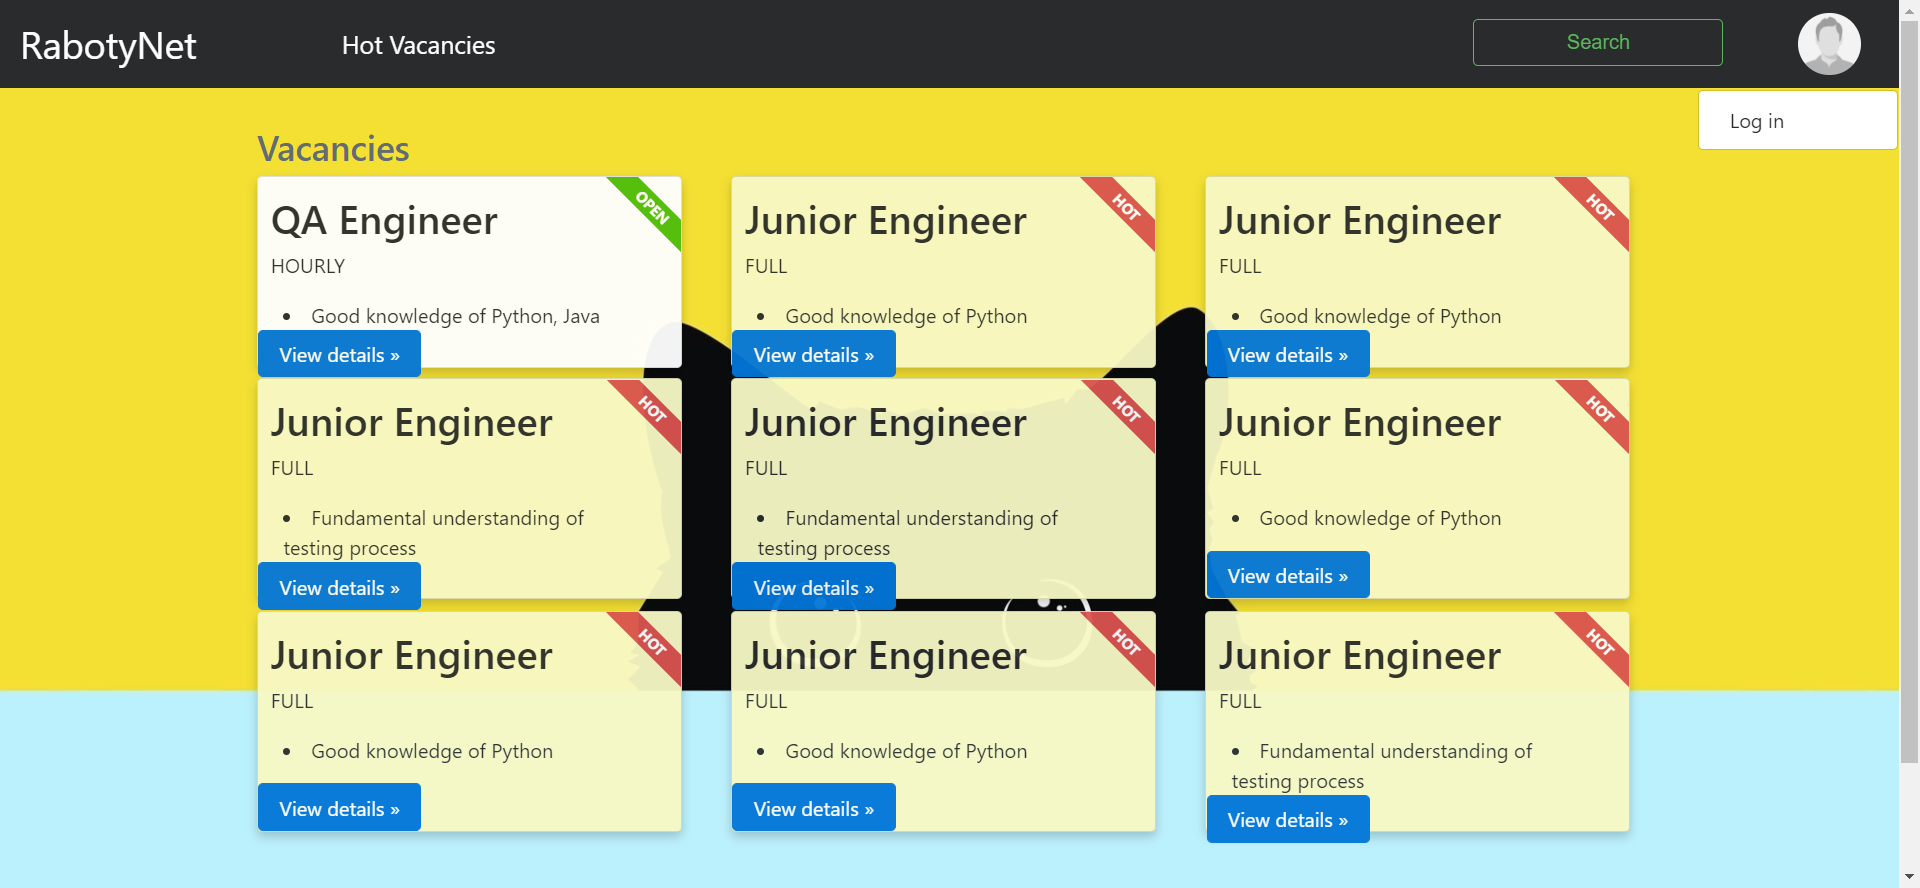 RabotyNet
Hot Vacancies
Search
Log in
Vacancies
QA Engineer
OPEN
HOURLY
• Good knowledge of Python, Java
View details »
Junior Engineer
HOT
FULL
• Good knowledge of Python
View details »
Junior Engineer
HOT
FULL
• Good knowledge of Python
View details »
Junior Engineer
HOT
FULL
• Fundamental understanding of
testing process
View details »
Junior Engineer
HOT
FULL
• Fundamental understanding of
testing process
View details »
Junior Engineer
HOT
FULL
• Good knowledge of Python
View details »
Junior Engineer
HOT
FULL
• Good knowledge of Python
View details »
Junior Engineer
HOT
FULL
• Good knowledge of Python
View details »
Junior Engineer
HOT
FULL
• Fundamental understanding of
testing process
View details »